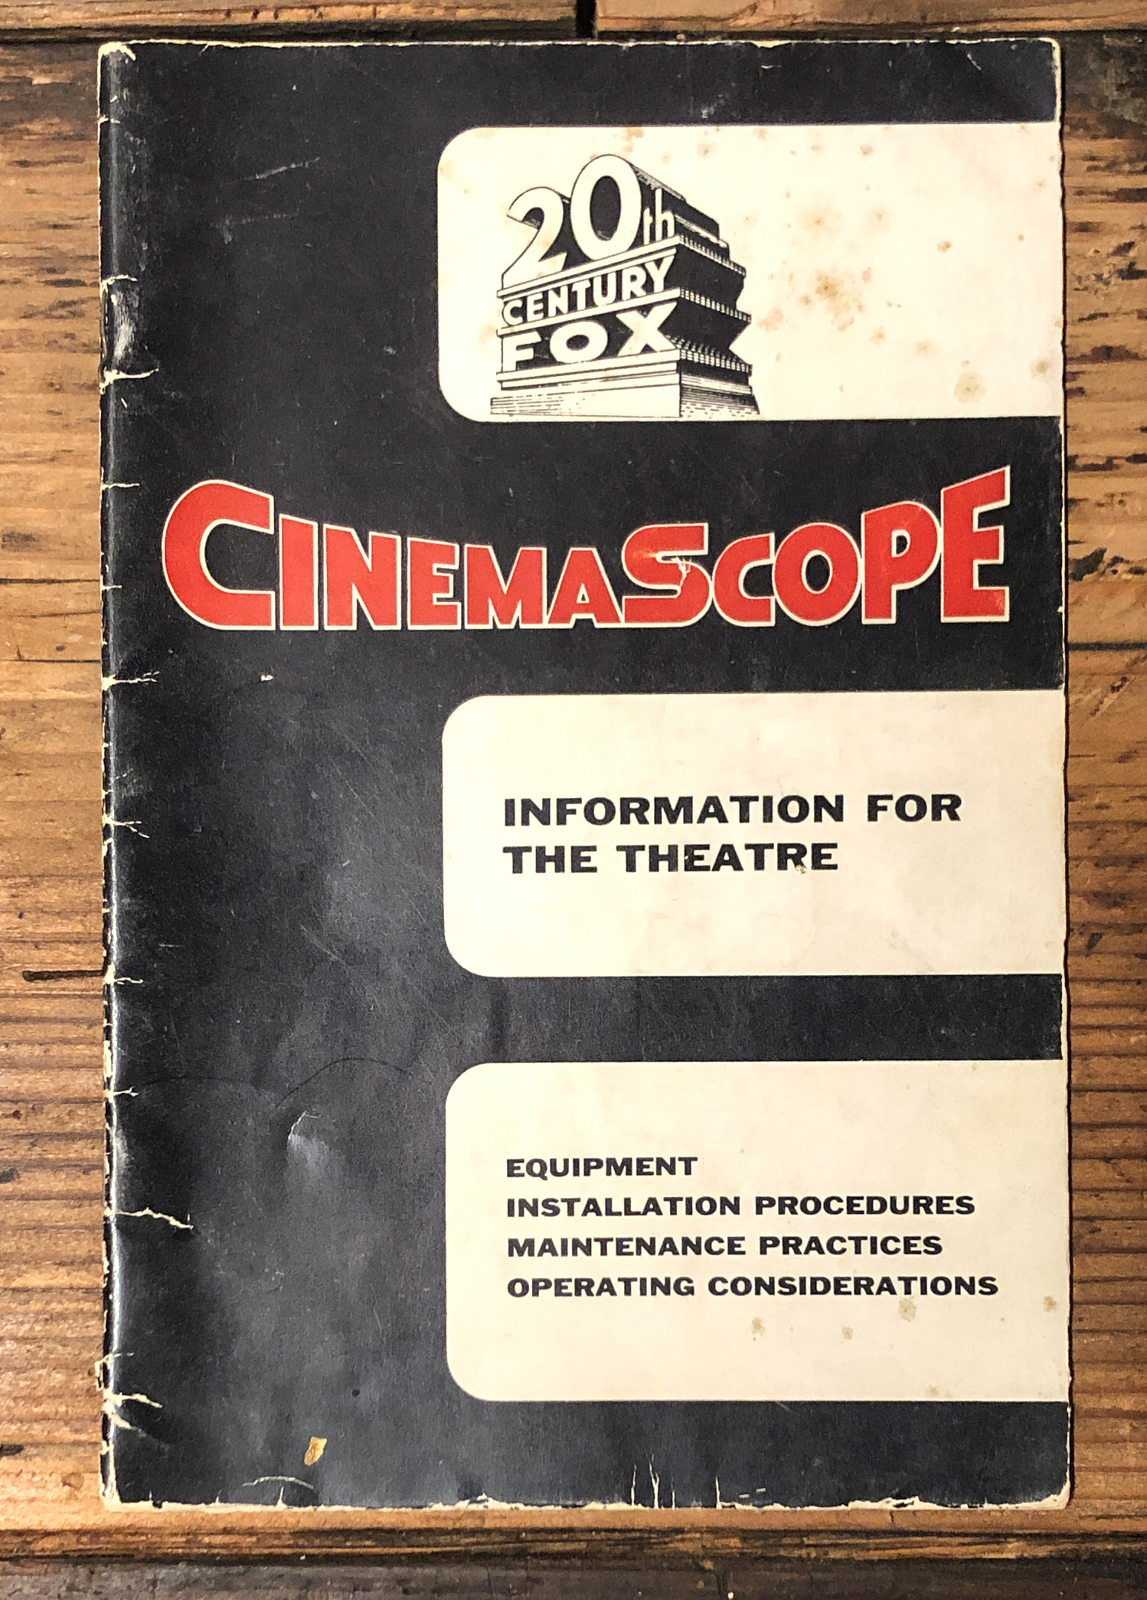 20th
CENTURY
FOX
CINEMASCOPE
INFORMATION FOR
THE THEATRE
EQUIPMENT
INSTALLATION PROCEDURES
MAINTENANCE PRACTICES
OPERATING CONSIDERATIONS